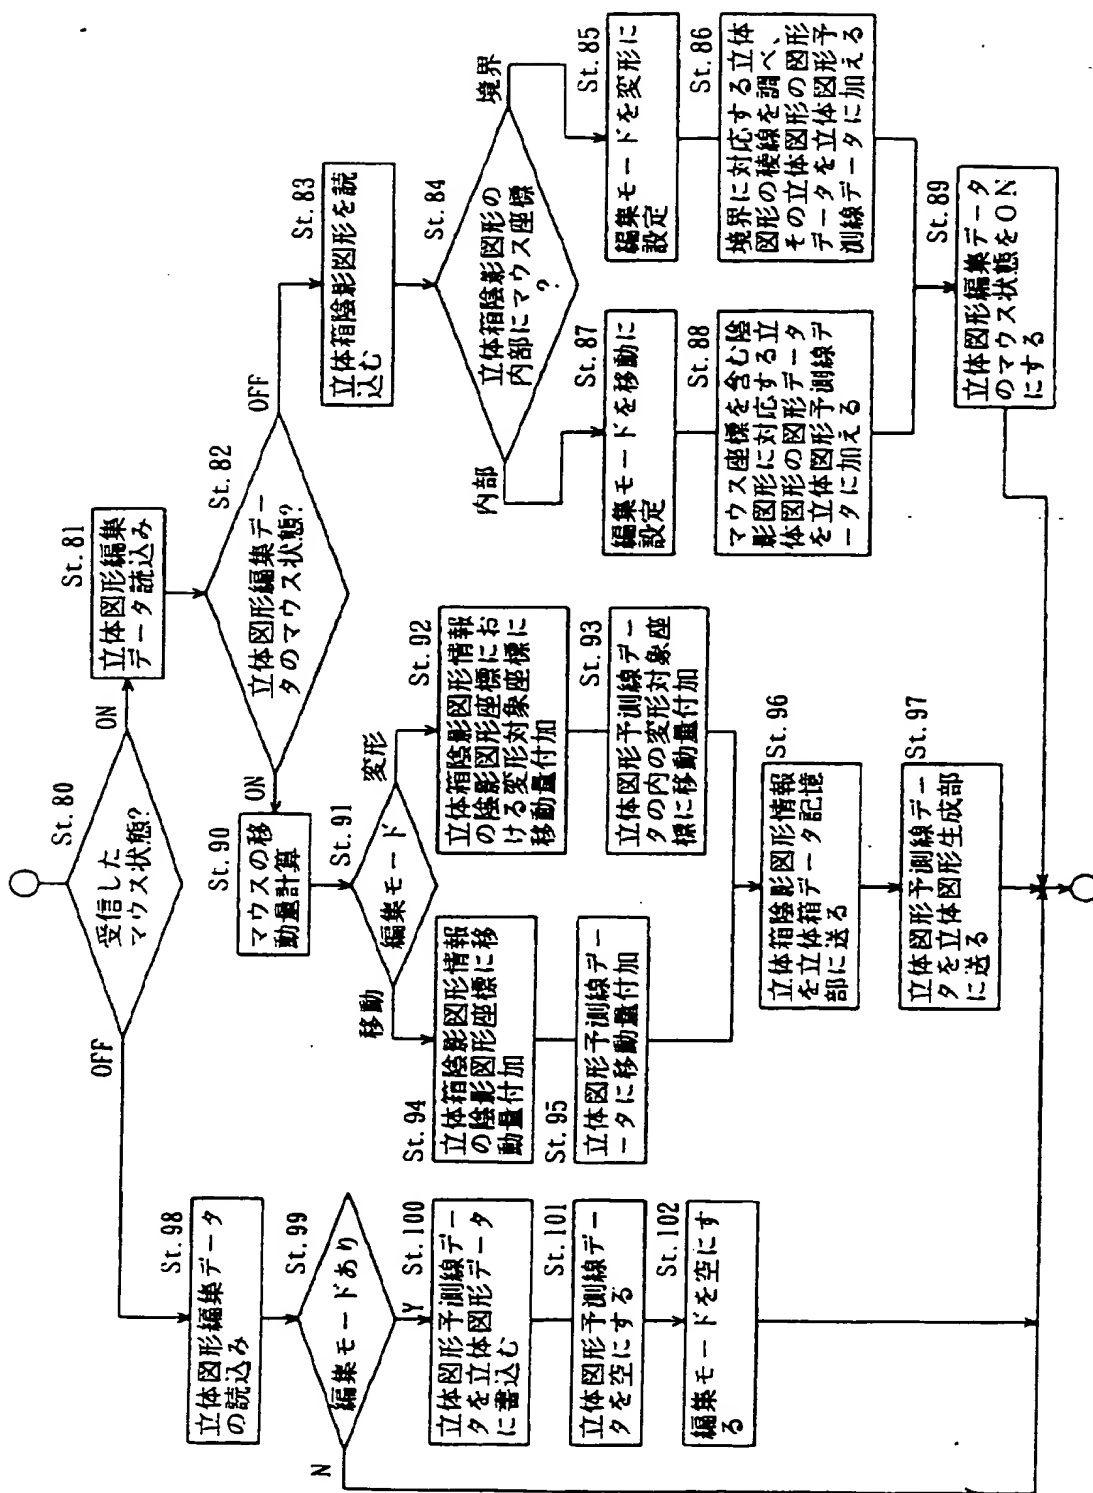 St.80
受信した
マウス状態?
ON
OFF
St.81
立体図形編集
データ読込み
St.82
立体図形編集デー
タのマウス状態?
OFF
ON
St.83
立体箱陰影図形を読
込む
St.84
立体箱陰影図形の
内部にマウス座標
?
境界
内部
St.85
編集モードを変形に
設定
St.86
境界に対応する立体
図形の稜線を調べ、
その立体図形の図形
データを立体図形予
測線データに加える
St.87
編集モードを移動に
設定
St.88
マウス座標を含む陰
影図形に対応する立
体図形の図形データ
を立体図形予測線デ
ータに加える
St.89
立体図形編集データ
のマウス状態をON
にする
St.90
マウスの移
動量計算
St.91
編集モード
変形
移動
St.92
立体箱陰影図形情報
の陰影図形座標にお
ける変形対象座標に
移動量付加
St.93
立体図形予測線デー
タの内の変形対象座
標に移動量付加
St.94
立体箱陰影図形情報
の陰影図形座標に移
動量付加
St.95
立体図形予測線デ
ータに移動量付加
St.96
立体箱陰影図形情報
を立体箱データ記憶
部に送る
St.97
立体図形予測線デー
タを立体図形生成部
に送る
St.98
立体図形編集データ
の読込み
St.99
編集モードあり
Y
N
St.100
立体図形予測線デー
タを立体図形データ
に書込む
St.101
立体図形予測線デー
タを空にする
St.102
編集モードを空にす
る